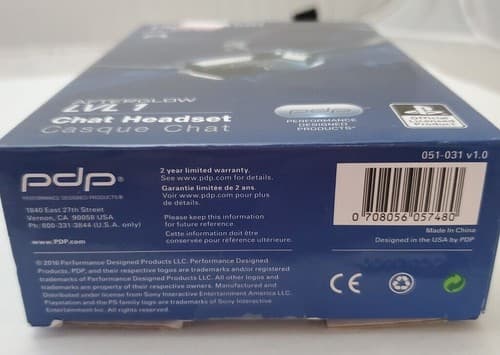 LVL 1
Chat Headset
Casque Chat
pdp
PERFORMANCE
DESIGNED
PRODUCTS
Official
Licensed
Product
051-031 v1.0
pdp®
PERFORMANCE DESIGNED PRODUCTS®
1840 East 27th Street
Vernon, CA 90058 USA
Ph: 800-331-3844 (U.S.A. only)
www.PDP.com
2 year limited warranty.
See www.pdp.com for details.
Garantie limitée de 2 ans.
Voir www.pdp.com pour plus
de détails.
Please keep this information
for future reference.
Cette information doit être
conservée pour référence ultérieure.
0 708056 057480
Made in China
Designed in the USA by PDP
© 2016 Performance Designed Products LLC. Performance Designed
Products, PDP, and their respective logos are trademarks and/or registered
trademarks of Performance Designed Products LLC. All other logos and
trademarks are property of their respective owners. Manufactured and
Distributed under license from Sony Interactive Entertainment America LLC.
Playstation and the PS family logo are trademarks of Sony Interactive
Entertainment Inc. All rights reserved.
CE